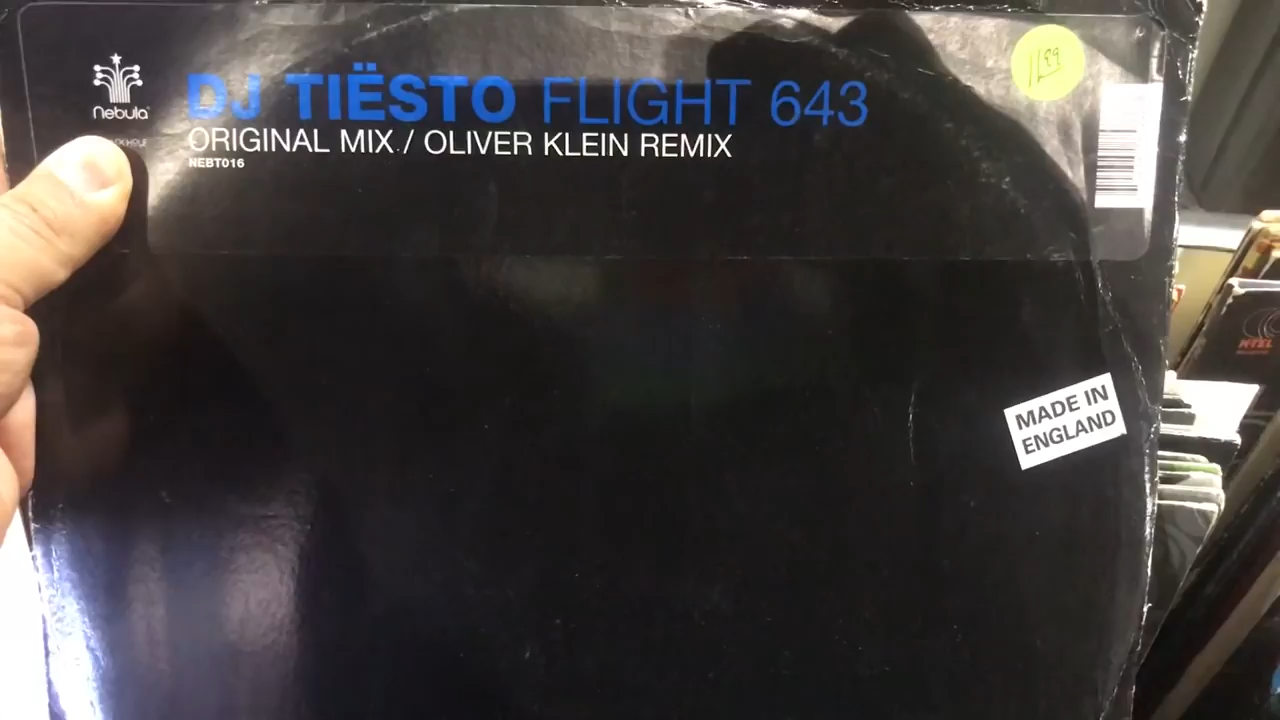 DJ TIËSTO FLIGHT 643
nebula
ORIGINAL MIX / OLIVER KLEIN REMIX
NEBT016
MADE IN
ENGLAND